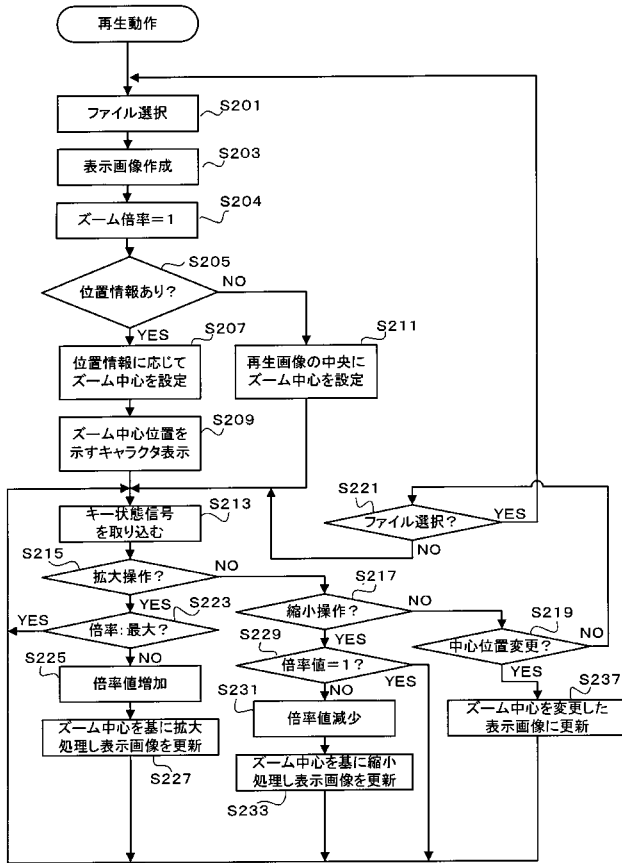 再生動作
ファイル選択
S201
表示画像作成
S203
ズーム倍率＝1
S204
位置情報あり？
S205
NO
YES
S207
位置情報に応じて
ズーム中心を設定
S211
再生画像の中央に
ズーム中心を設定
S209
ズーム中心位置を
示すキャラクタ表示
S213
キー状態信号
を取り込む
S221
ファイル選択？
YES
NO
S215
拡大操作？
NO
YES
S217
縮小操作？
NO
YES
S219
中心位置変更？
NO
YES
S223
倍率：最大？
YES
NO
S229
倍率値＝1？
YES
NO
S225
倍率値増加
S231
倍率値減少
S237
ズーム中心を変更した
表示画像に更新
ズーム中心を基に拡大
処理し表示画像を更新
S227
ズーム中心を基に縮小
処理し表示画像を更新
S233